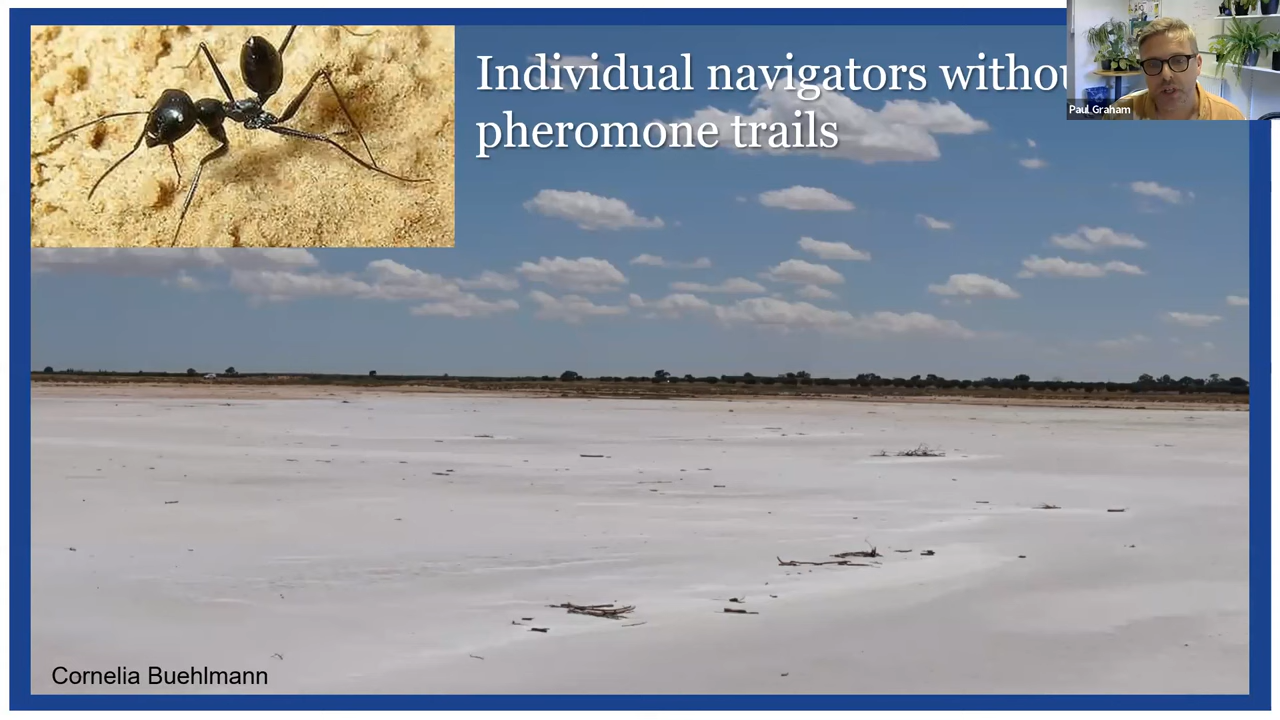 Individual navigators withou
pheromone trails
Paul Graham
Cornelia Buehlmann